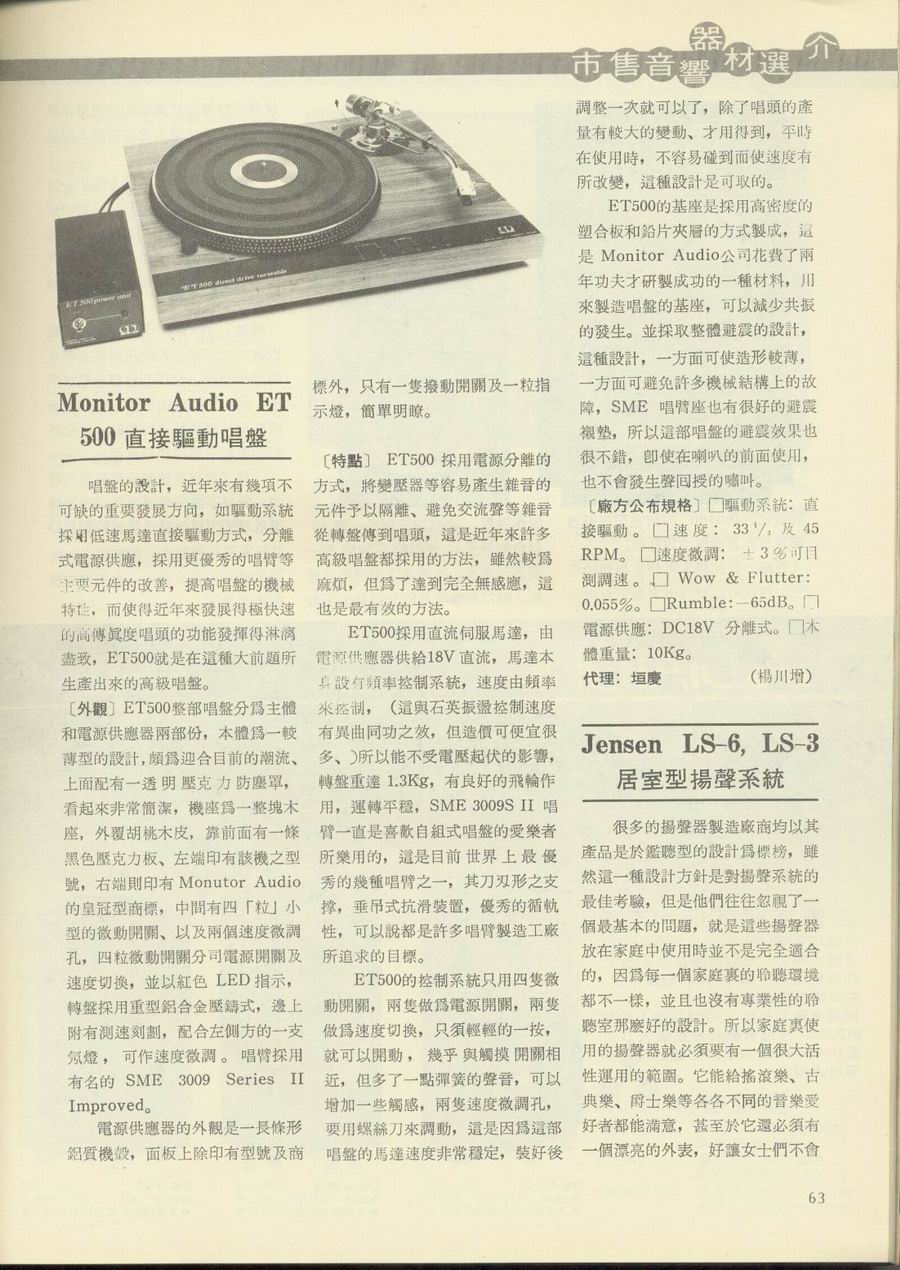 市售音響器材選介
ET500 direct drive turntable
ET500 power unit
Monitor Audio ET
500 直接驅動唱盤
唱盤的設計，近年來有幾項不
可缺的重要發展方向，如驅動系統
採用低速馬達直接驅動方式，分離
式電源供應，採用更優秀的唱臂等
主要元件的改善，提高唱盤的機械
特性，而使得近年來發展得極快速
的高傳眞度唱頭的功能發揮得淋漓
盡致，ET500就是在這種大前題所
生產出來的高級唱盤。
〔外觀〕ET500整部唱盤分爲主體
和電源供應器兩部份，本體爲一較
薄型的設計，頗爲迎合目前的潮流、
上面配有一透明壓克力防塵罩，
看起來非常簡潔，機座爲一整塊木
座，外覆胡桃木皮，靠前面有一條
黑色壓克力板、左端印有該機之型
號，右端則印有 Monutor Audio
的皇冠型商標，中間有四「粒」小
型的微動開關、以及兩個速度微調
孔，四粒微動開關分司電源開關及
速度切換，並以紅色 LED 指示，
轉盤採用重型鋁合金壓鑄式，邊上
附有測速刻劃，配合左側方的一支
氖燈，可作速度微調。唱臂採用
有名的 SME 3009 Series II
Improved。
電源供應器的外觀是一長條形
鋁質機殼，面板上除印有型號及商
標外，只有一隻撥動開關及一粒指
示燈，簡單明瞭。
〔特點〕 ET500 採用電源分離的
方式，將變壓器等容易產生雜音的
元件予以隔離、避免交流聲等雜音
從轉盤傳到唱頭，這是近年來許多
高級唱盤都採用的方法，雖然較爲
麻煩，但爲了達到完全無感應，這
也是最有效的方法。
ET500採用直流伺服馬達，由
電源供應器供給18V 直流，馬達本
身設有頻率控制系統，速度由頻率
來控制，（這與石英振盪控制速度
有異曲同功之效，但造價可便宜很
多、）所以能不受電壓起伏的影響，
轉盤重達 1.3Kg，有良好的飛輪作
用，運轉平穩，SME 3009S II 唱
臂一直是喜歡自組式唱盤的愛樂者
所樂用的，這是目前世界上最優
秀的幾種唱臂之一，其刀刃形之支
撐，垂吊式抗滑裝置，優秀的循軌
性，可以說都是許多唱臂製造工廠
所追求的目標。
ET500的控制系統只用四隻微
動開關，兩隻做爲電源開關，兩隻
做爲速度切換，只須輕輕的一按，
就可以開動，幾乎與觸摸開關相
近，但多了一點彈簧的聲音，可以
增加一些觸感，兩隻速度微調孔，
要用螺絲刀來調動，這是因爲這部
唱盤的馬達速度非常穩定，裝好後
調整一次就可以了，除了唱頭的產
量有較大的變動、才用得到，平時
在使用時，不容易碰到而使速度有
所改變，這種設計是可取的。
ET500的基座是採用高密度的
塑合板和鉛片夾層的方式製成，這
是 Monitor Audio公司花費了兩
年功夫才研製成功的一種材料，用
來製造唱盤的基座，可以減少共振
的發生。並採取整體避震的設計，
這種設計，一方面可使造形較薄，
一方面可避免許多機械結構上的故
障，SME 唱臂座也有很好的避震
襯墊，所以這部唱盤的避震效果也
很不錯，卽使在喇叭的前面使用，
也不會發生聲囘授的嘯叫。
〔廠方公布規格〕□驅動系統：直
接驅動。□速度：33 1/3 及 45
RPM。 □速度微調：±3％可目
測調速。□ Wow & Flutter:
0.055％。□Rumble:−65dB。□
電源供應：DC18V 分離式。□本
體重量：10Kg。
代理：垣慶 （楊川增）
Jensen LS-6, LS-3
居室型揚聲系統
很多的揚聲器製造廠商均以其
產品是於鑑聽型的設計爲標榜，雖
然這一種設計方針是對揚聲系統的
最佳考驗，但是他們往往忽視了一
個最基本的問題，就是這些揚聲器
放在家庭中使用時並不是完全適合
的，因爲每一個家庭裏的聆聽環境
都不一樣，並且也沒有專業性的聆
聽室那麼好的設計。所以家庭裏使
用的揚聲器就必須要有一個很大活
性運用的範圍。它能給搖滾樂、古
典樂、爵士樂等各各不同的音樂愛
好者都能滿意，甚至於它還必須有
一個漂亮的外表，好讓女士們不會
63